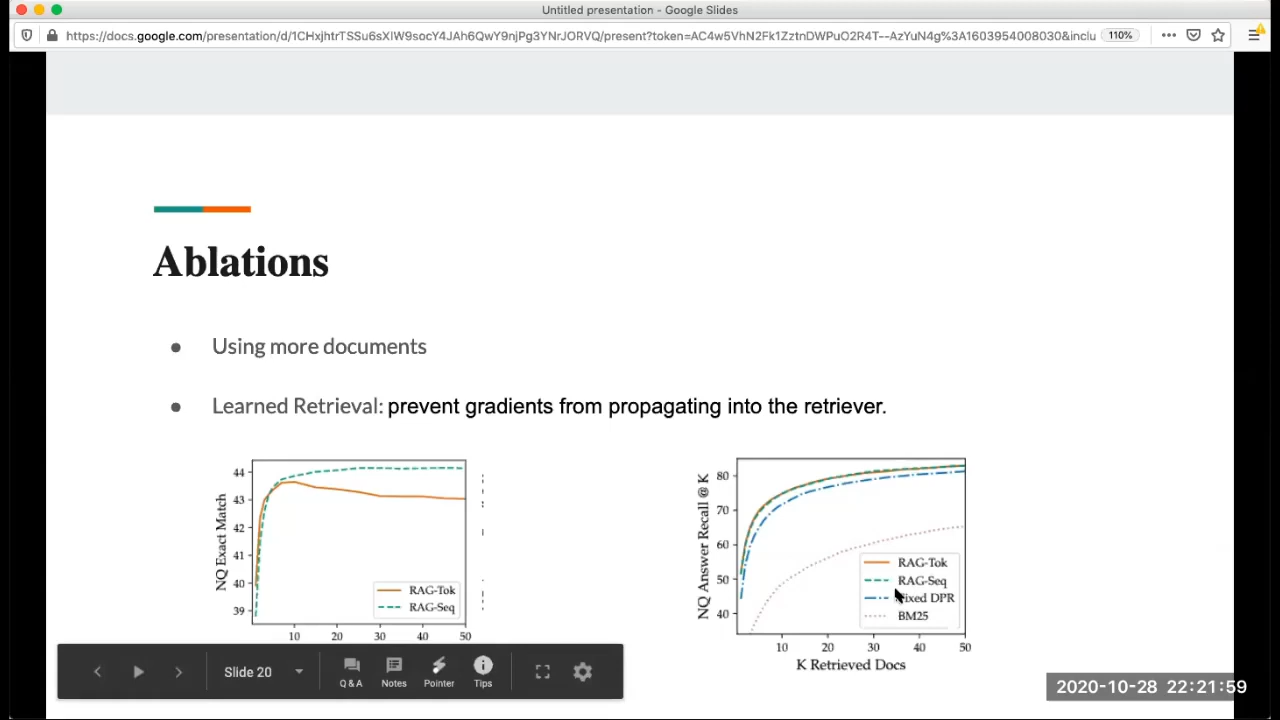 Untitled presentation - Google Slides
https://docs.google.com/presentation/d/1CHxjhtrTSSu6sXIW9socY4JAh6QwY9njPg3YNrJORVQ/present?token=AC4w5VhN2Fk1ZztnDWPuO2R4T--AzYuN4g%3A1603954008030&inclu
110%
Ablations
● Using more documents
● Learned Retrieval: prevent gradients from propagating into the retriever.
NQ Exact Match
44
43
42
41
40
39
10 20 30 40 50
RAG-Tok
RAG-Seq
NQ Answer Recall @ K
80
70
60
50
40
RAG-Tok
RAG-Seq
ixed DPR
BM25
10 20 30 40 50
K Retrieved Docs
Slide 20
Q & A
Notes
Pointer
Tips
2020-10-28 22:21:59